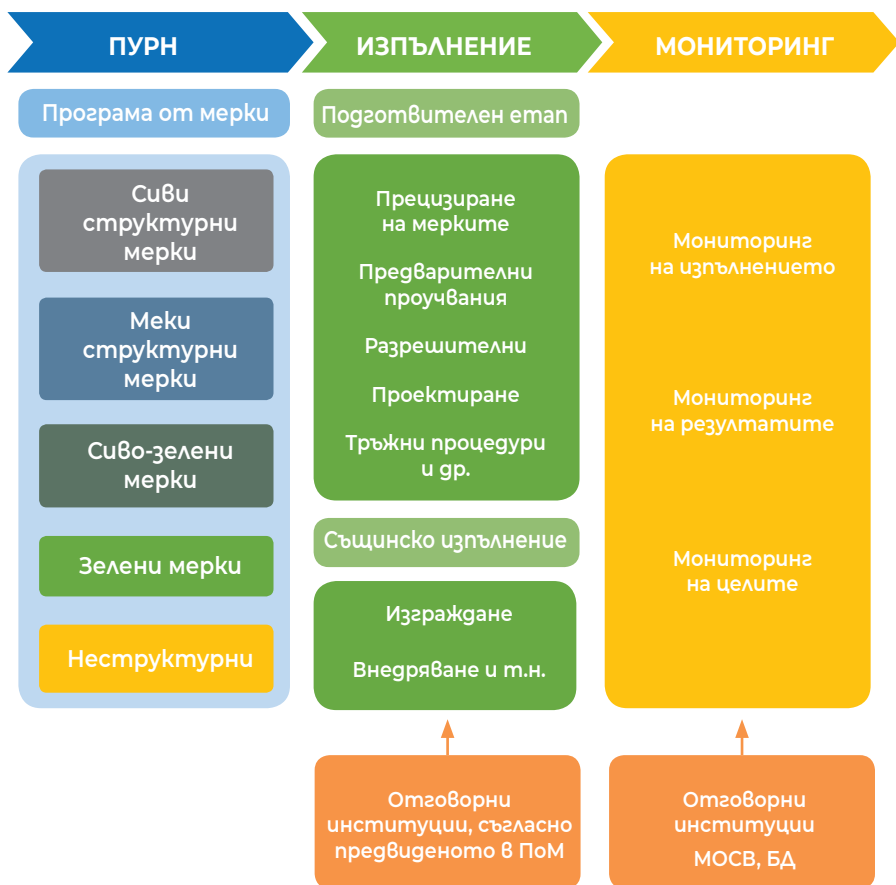 ПУРН
ИЗПЪЛНЕНИЕ
МОНИТОРИНГ
Програма от мерки
Сиви
структурни
мерки
Меки
структурни
мерки
Сиво-зелени
мерки
Зелени мерки
Неструктурни
Подготвителен етап
Прецизиране
на мерките
Предварителни
проучвания
Разрешителни
Проектиране
Тръжни процедури
и др.
Същинско изпълнение
Изграждане
Внедряване и т.н.
Отговорни
институции, съгласно
предвиденото в ПоМ
Мониторинг
на изпълнението
Мониторинг
на резултатите
Мониторинг
на целите
Отговорни
институции
МОСВ, БД